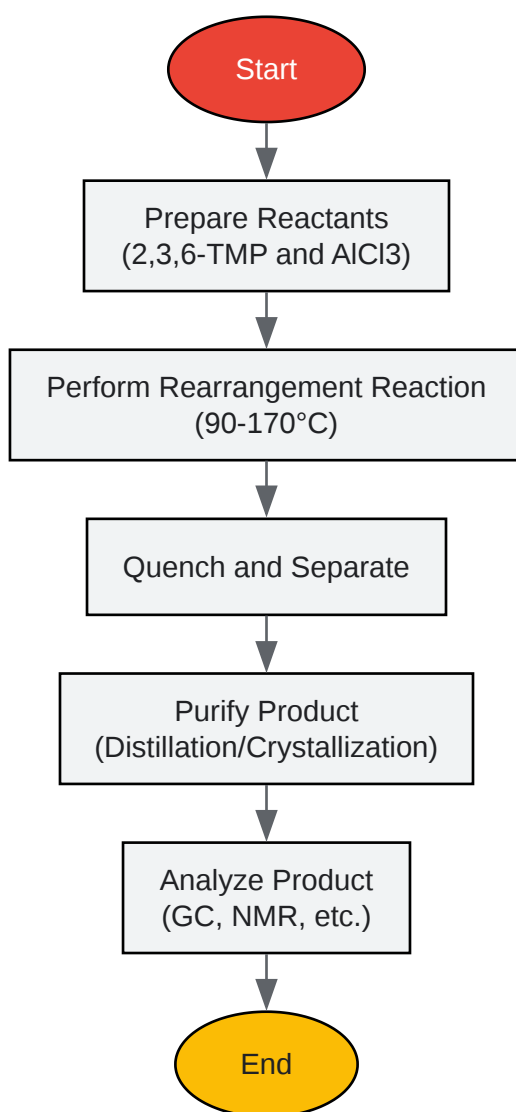 Start
Prepare Reactants
(2,3,6-TMP and AlCl3)
Perform Rearrangement Reaction
(90-170°C)
Quench and Separate
Purify Product
(Distillation/Crystallization)
Analyze Product
(GC, NMR, etc.)
End